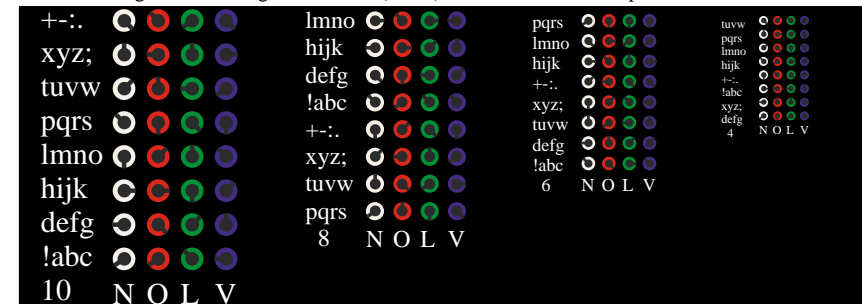 +-:.
xyz;
tuvw
pqrs
lmno
hijk
defg
!abc
10 N O L V
lmno
hijk
defg
!abc
+-:.
xyz;
tuvw
pqrs
8 N O L V
pqrs
lmno
hijk
+-:.
xyz;
tuvw
defg
!abc
6 N O L V
tuvw
pqrs
lmno
hijk
+-:.
!abc
xyz;
defg
4 N O L V